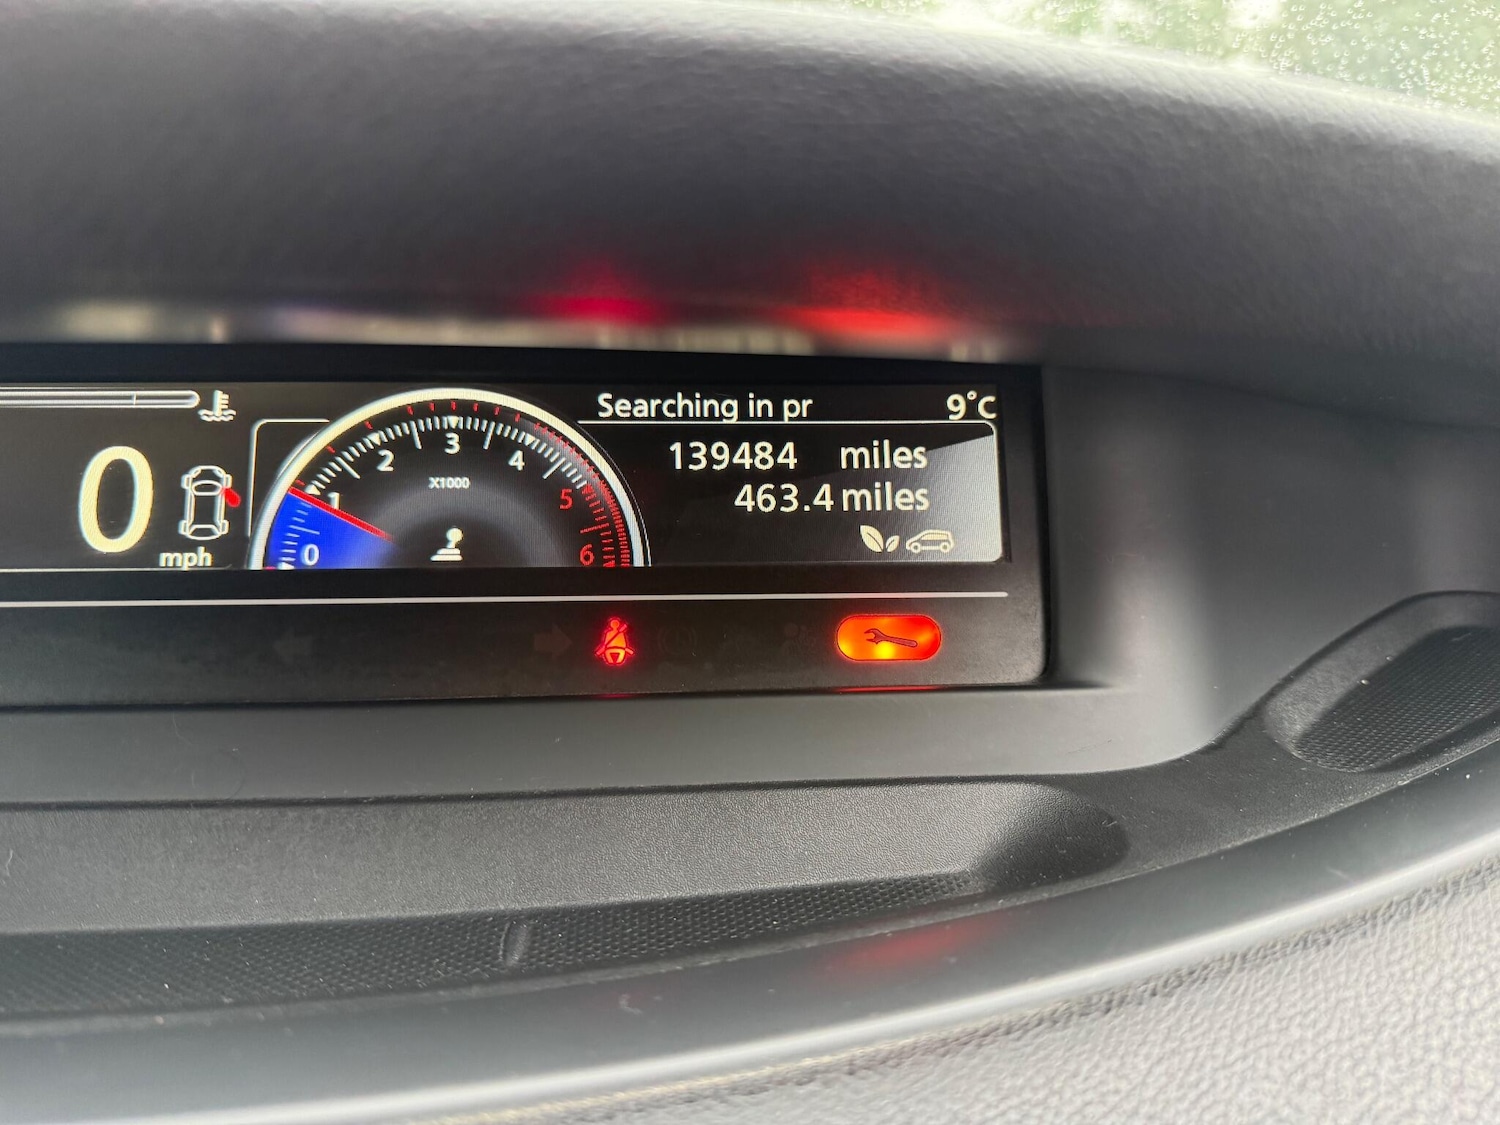 Searching in pr
9°C
139484 miles
463.4 miles
0
mph
0
1
2
3
4
5
6
X1000